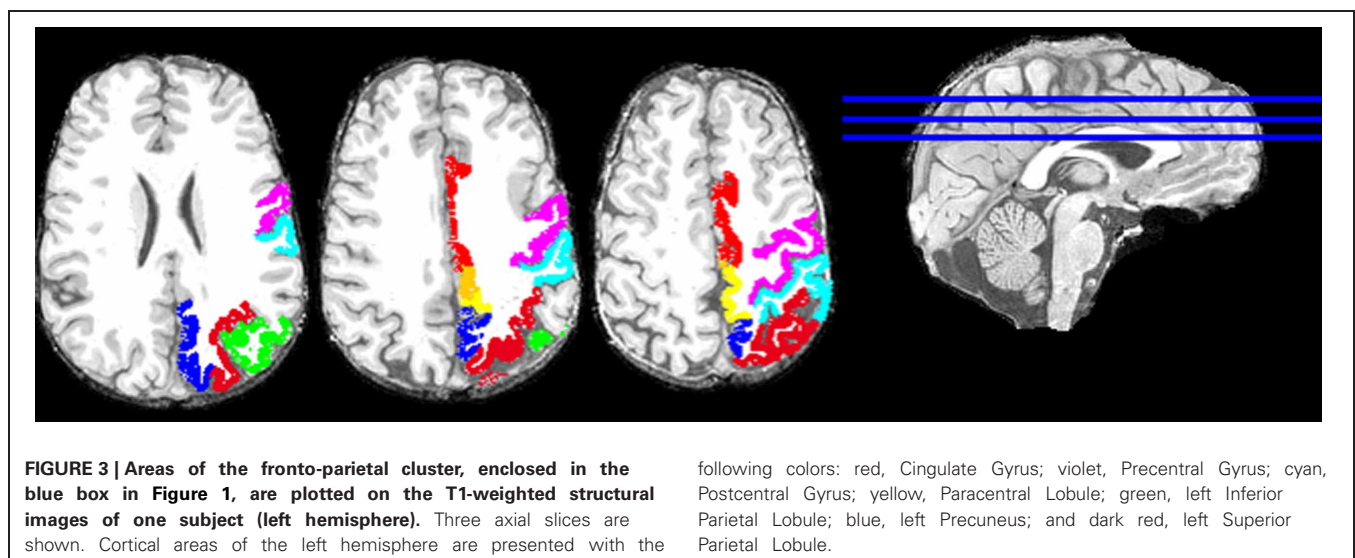 FIGURE 3 | Areas of the fronto-parietal cluster, enclosed in the
blue box in Figure 1, are plotted on the T1-weighted structural
images of one subject (left hemisphere). Three axial slices are
shown. Cortical areas of the left hemisphere are presented with the
following colors: red, Cingulate Gyrus; violet, Precentral Gyrus; cyan,
Postcentral Gyrus; yellow, Paracentral Lobule; green, left Inferior
Parietal Lobule; blue, left Precuneus; and dark red, left Superior
Parietal Lobule.